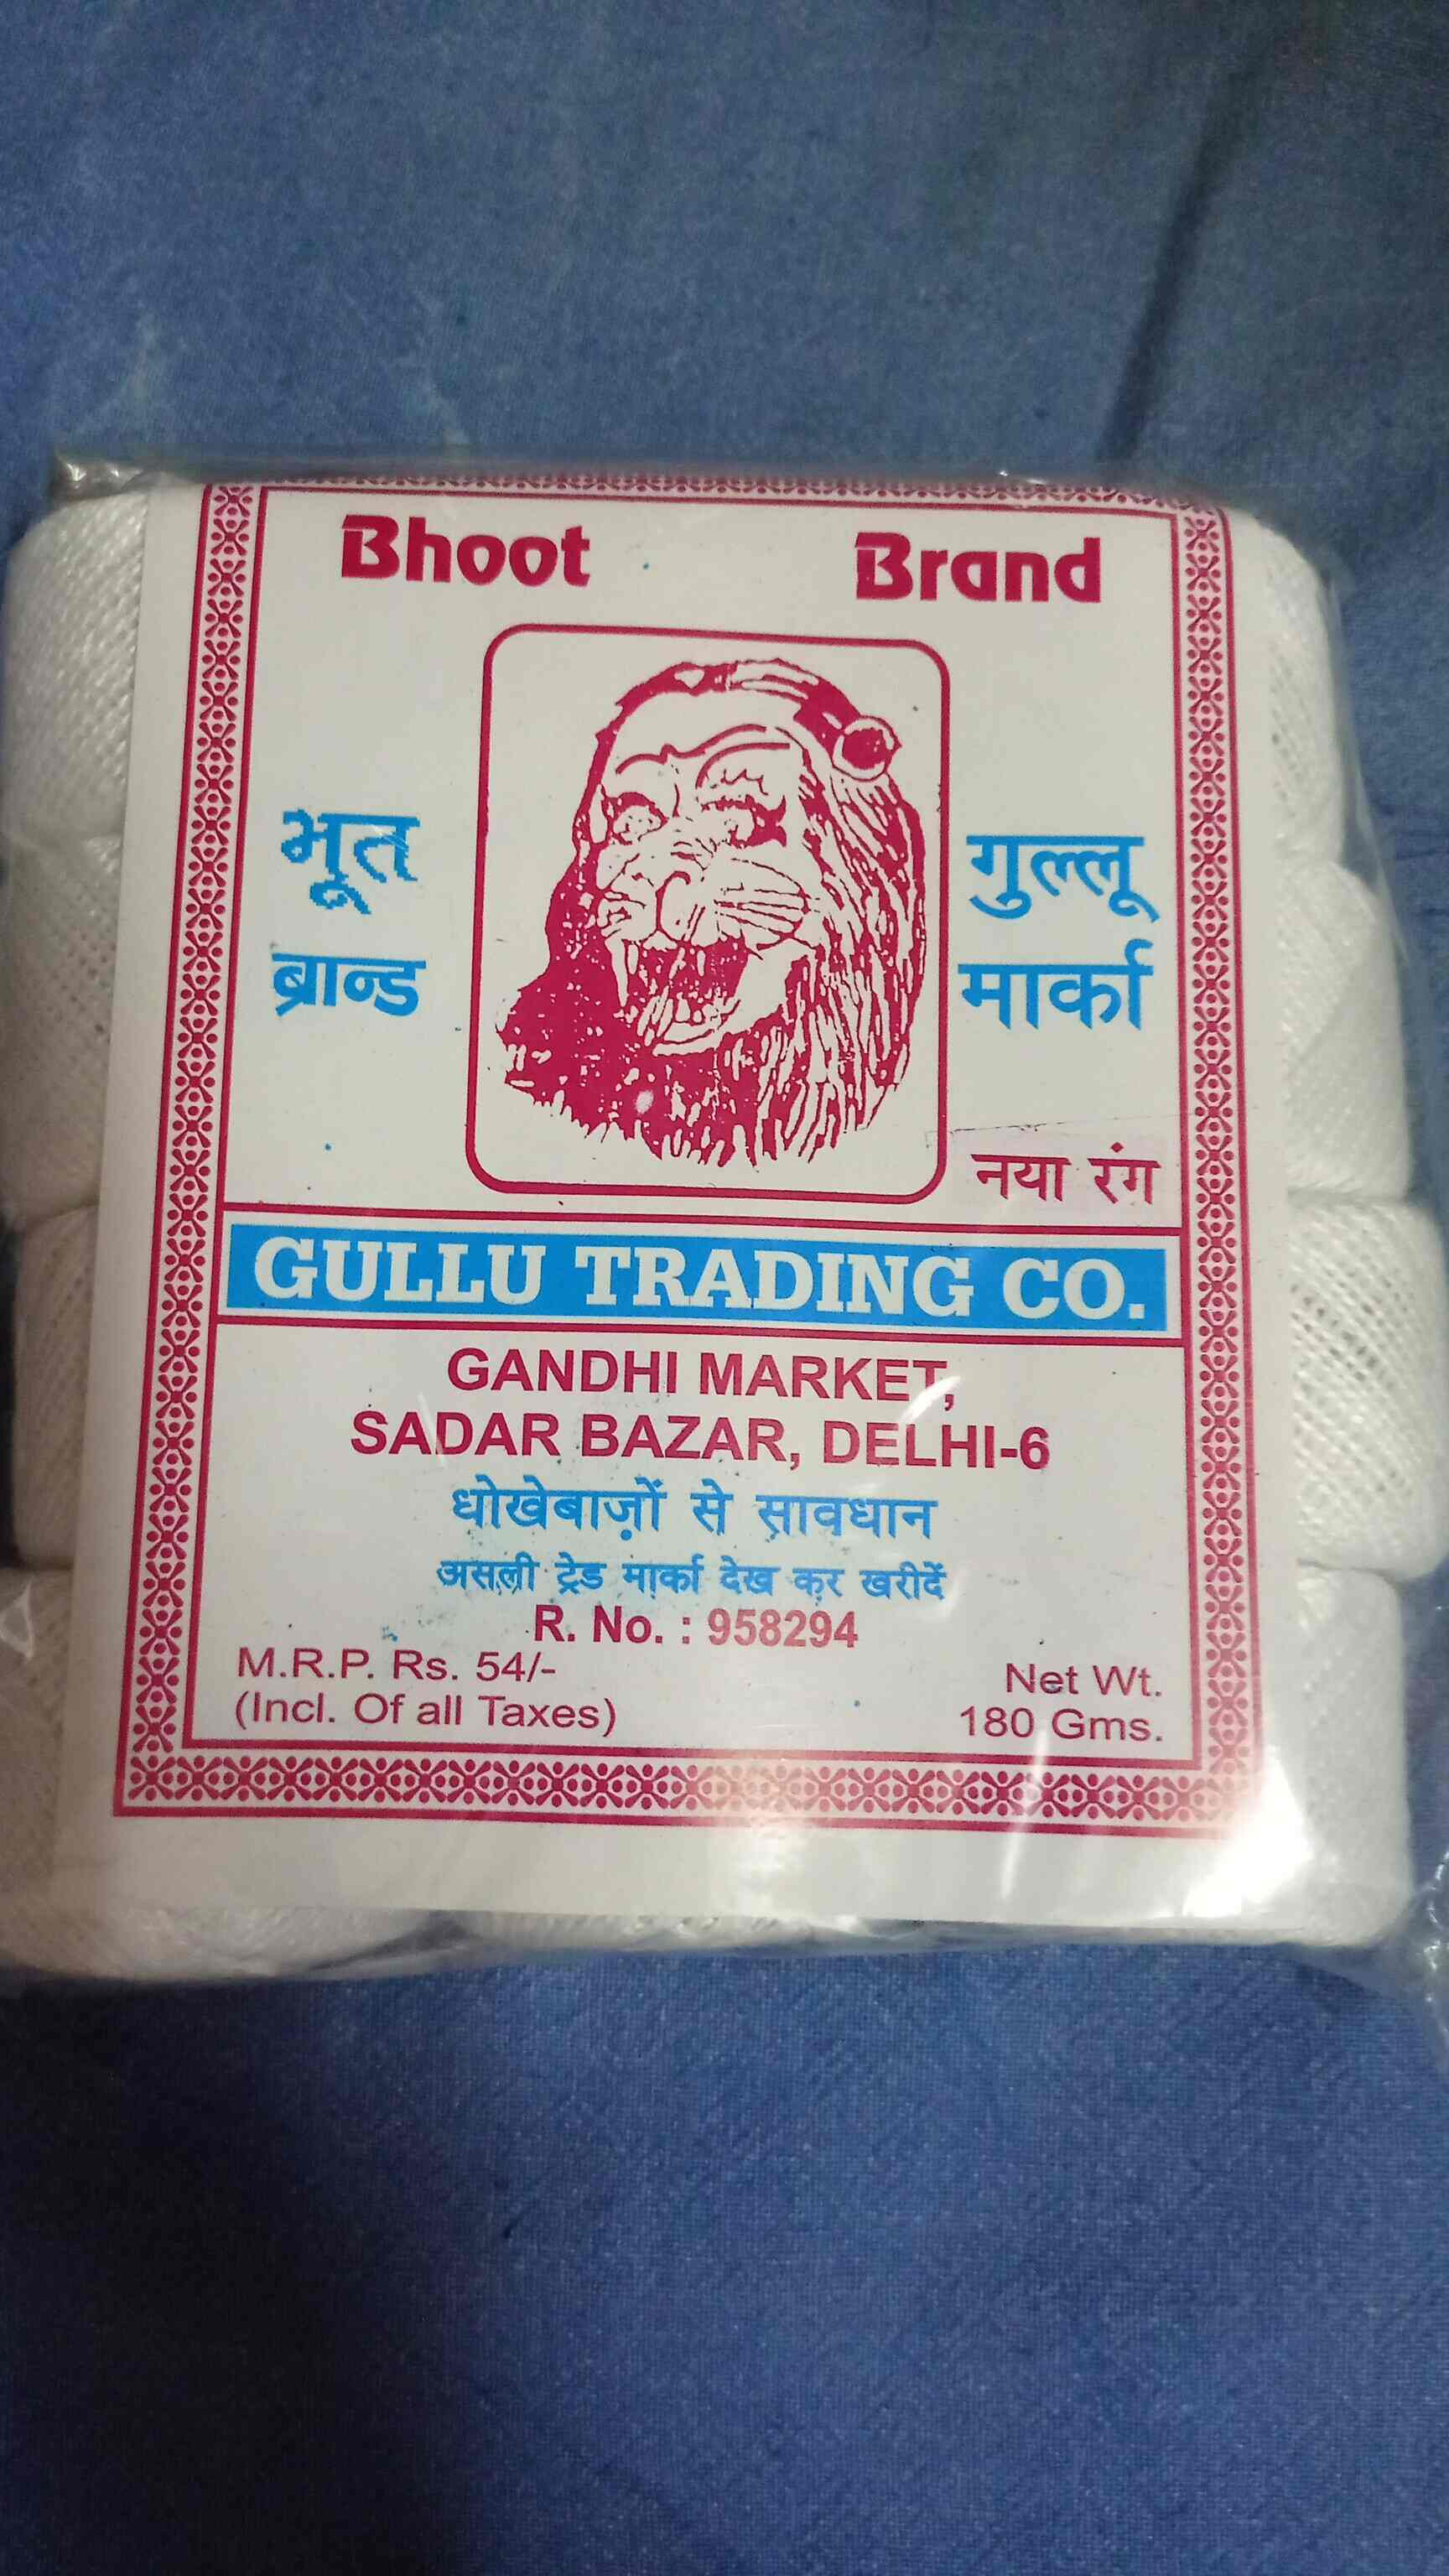 Bhoot Brand
भूत
ब्रान्ड
गुल्लू
मार्का
नया रंग
GULLU TRADING CO.
GANDHI MARKET,
SADAR BAZAR, DELHI-6
धोखेबाज़ों से सावधान
असली ट्रेड मार्का देख कर खरीदें
R. No. : 958294
M.R.P. Rs. 54/-
(Incl. Of all Taxes)
Net Wt.
180 Gms.